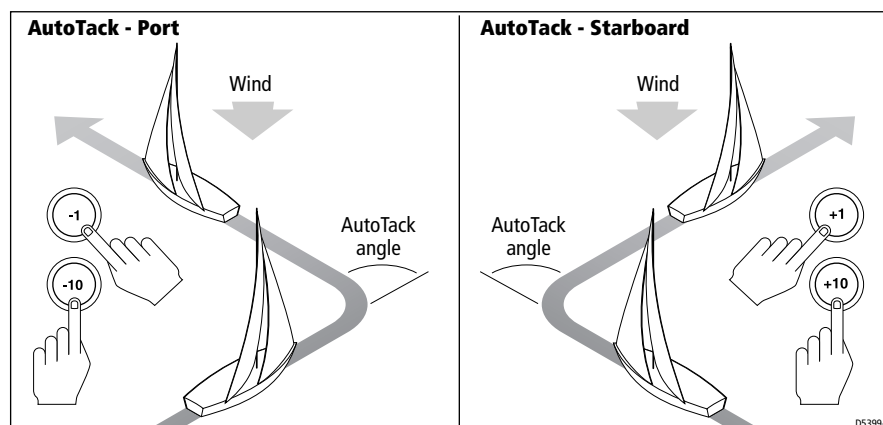 AutoTack - Port
Wind
-1
AutoTack
angle
-10
AutoTack - Starboard
Wind
+1
AutoTack
angle
+10
D5399-